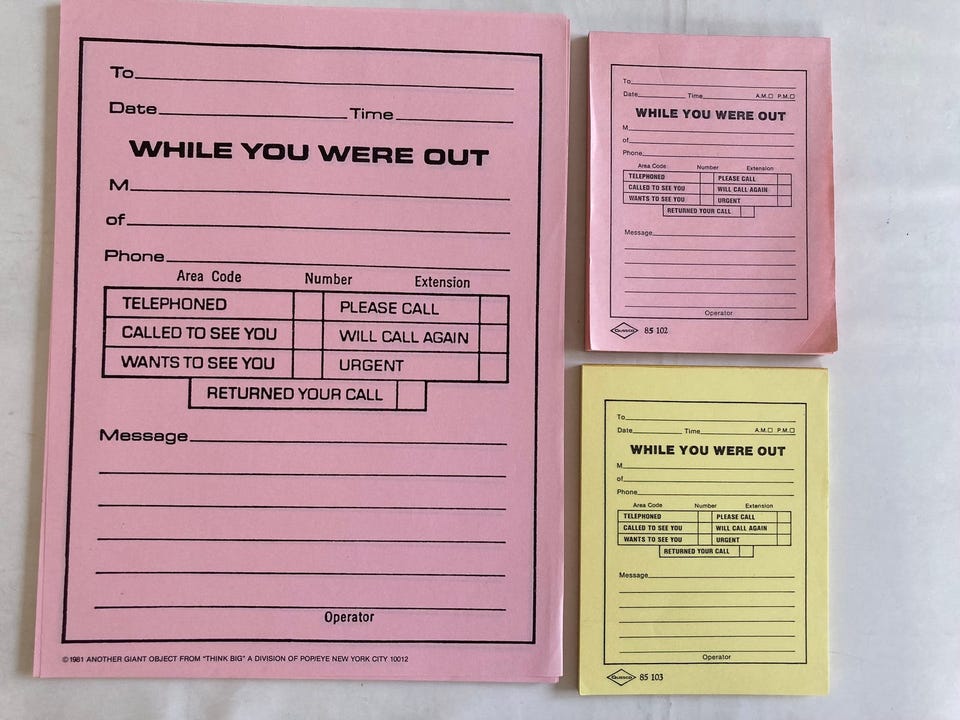 To
Date Time
WHILE YOU WERE OUT
M
of
Phone
Area Code Number Extension
TELEPHONED PLEASE CALL
CALLED TO SEE YOU WILL CALL AGAIN
WANTS TO SEE YOU URGENT
RETURNED YOUR CALL
Message
Operator
©1981 ANOTHER GIANT OBJECT FROM "THINK BIG" A DIVISION OF POP/EYE NEW YORK CITY 10012
To
Date Time A.M. P.M.
WHILE YOU WERE OUT
M
of
Phone
Area Code Number Extension
TELEPHONED PLEASE CALL
CALLED TO SEE YOU WILL CALL AGAIN
WANTS TO SEE YOU URGENT
RETURNED YOUR CALL
Message
Operator
Qussco 85 102
To
Date Time A.M. P.M.
WHILE YOU WERE OUT
M
of
Phone
Area Code Number Extension
TELEPHONED PLEASE CALL
CALLED TO SEE YOU WILL CALL AGAIN
WANTS TO SEE YOU URGENT
RETURNED YOUR CALL
Message
Operator
Qussco 85 103